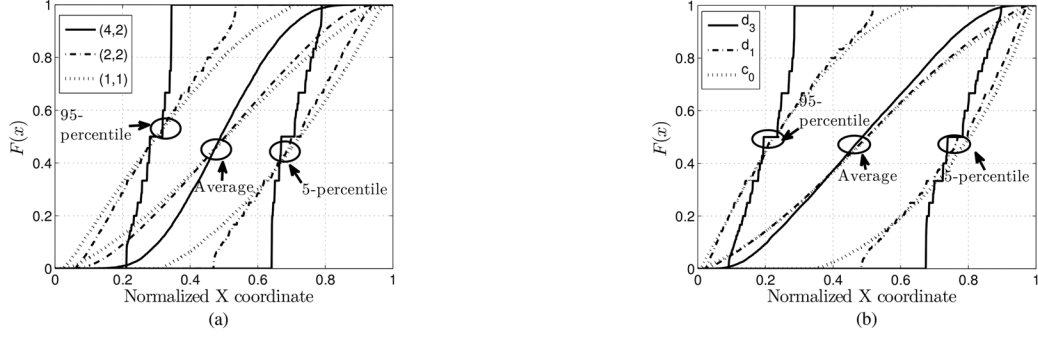 1
0.8
0.6
0.4
0.2
0
F(x)
(4,2)
(2,2)
(1,1)
95-
percentile
Average
5-percentile
0
0.2
0.4
0.6
0.8
1
Normalized X coordinate
(a)
1
0.8
0.6
0.4
0.2
0
F(x)
d3
d1
c0
95-
percentile
Average
5-percentile
0
0.2
0.4
0.6
0.8
1
Normalized X coordinate
(b)